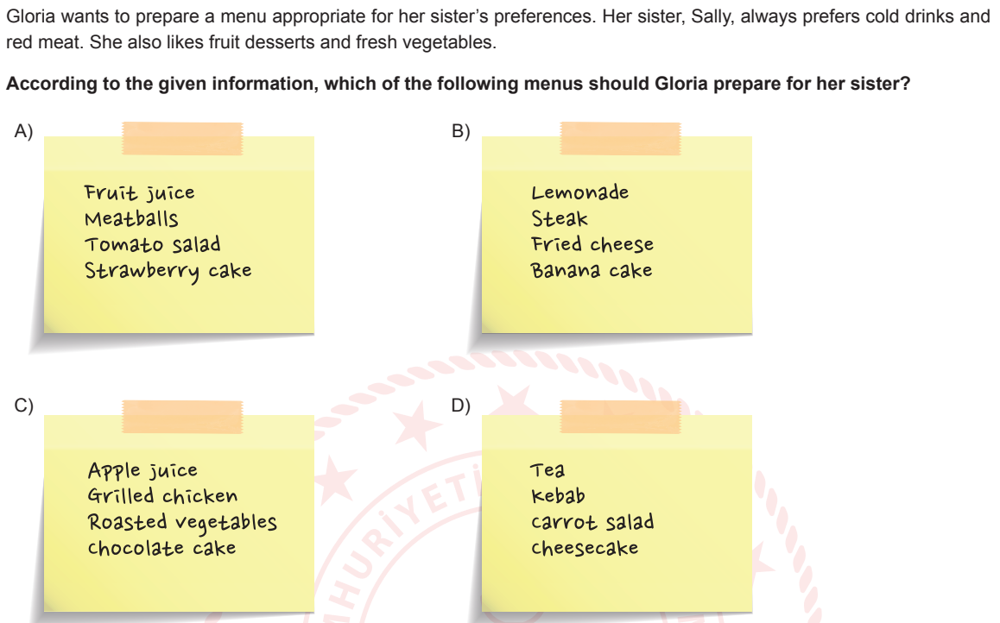 Gloria wants to prepare a menu appropriate for her sister’s preferences. Her sister, Sally, always prefers cold drinks and
red meat. She also likes fruit desserts and fresh vegetables.
According to the given information, which of the following menus should Gloria prepare for her sister?
A)
Fruit juice
Meatballs
Tomato salad
Strawberry cake
B)
Lemonade
Steak
Fried cheese
Banana cake
C)
Apple juice
Grilled chicken
Roasted vegetables
Chocolate cake
D)
Tea
Kebab
Carrot salad
Cheesecake